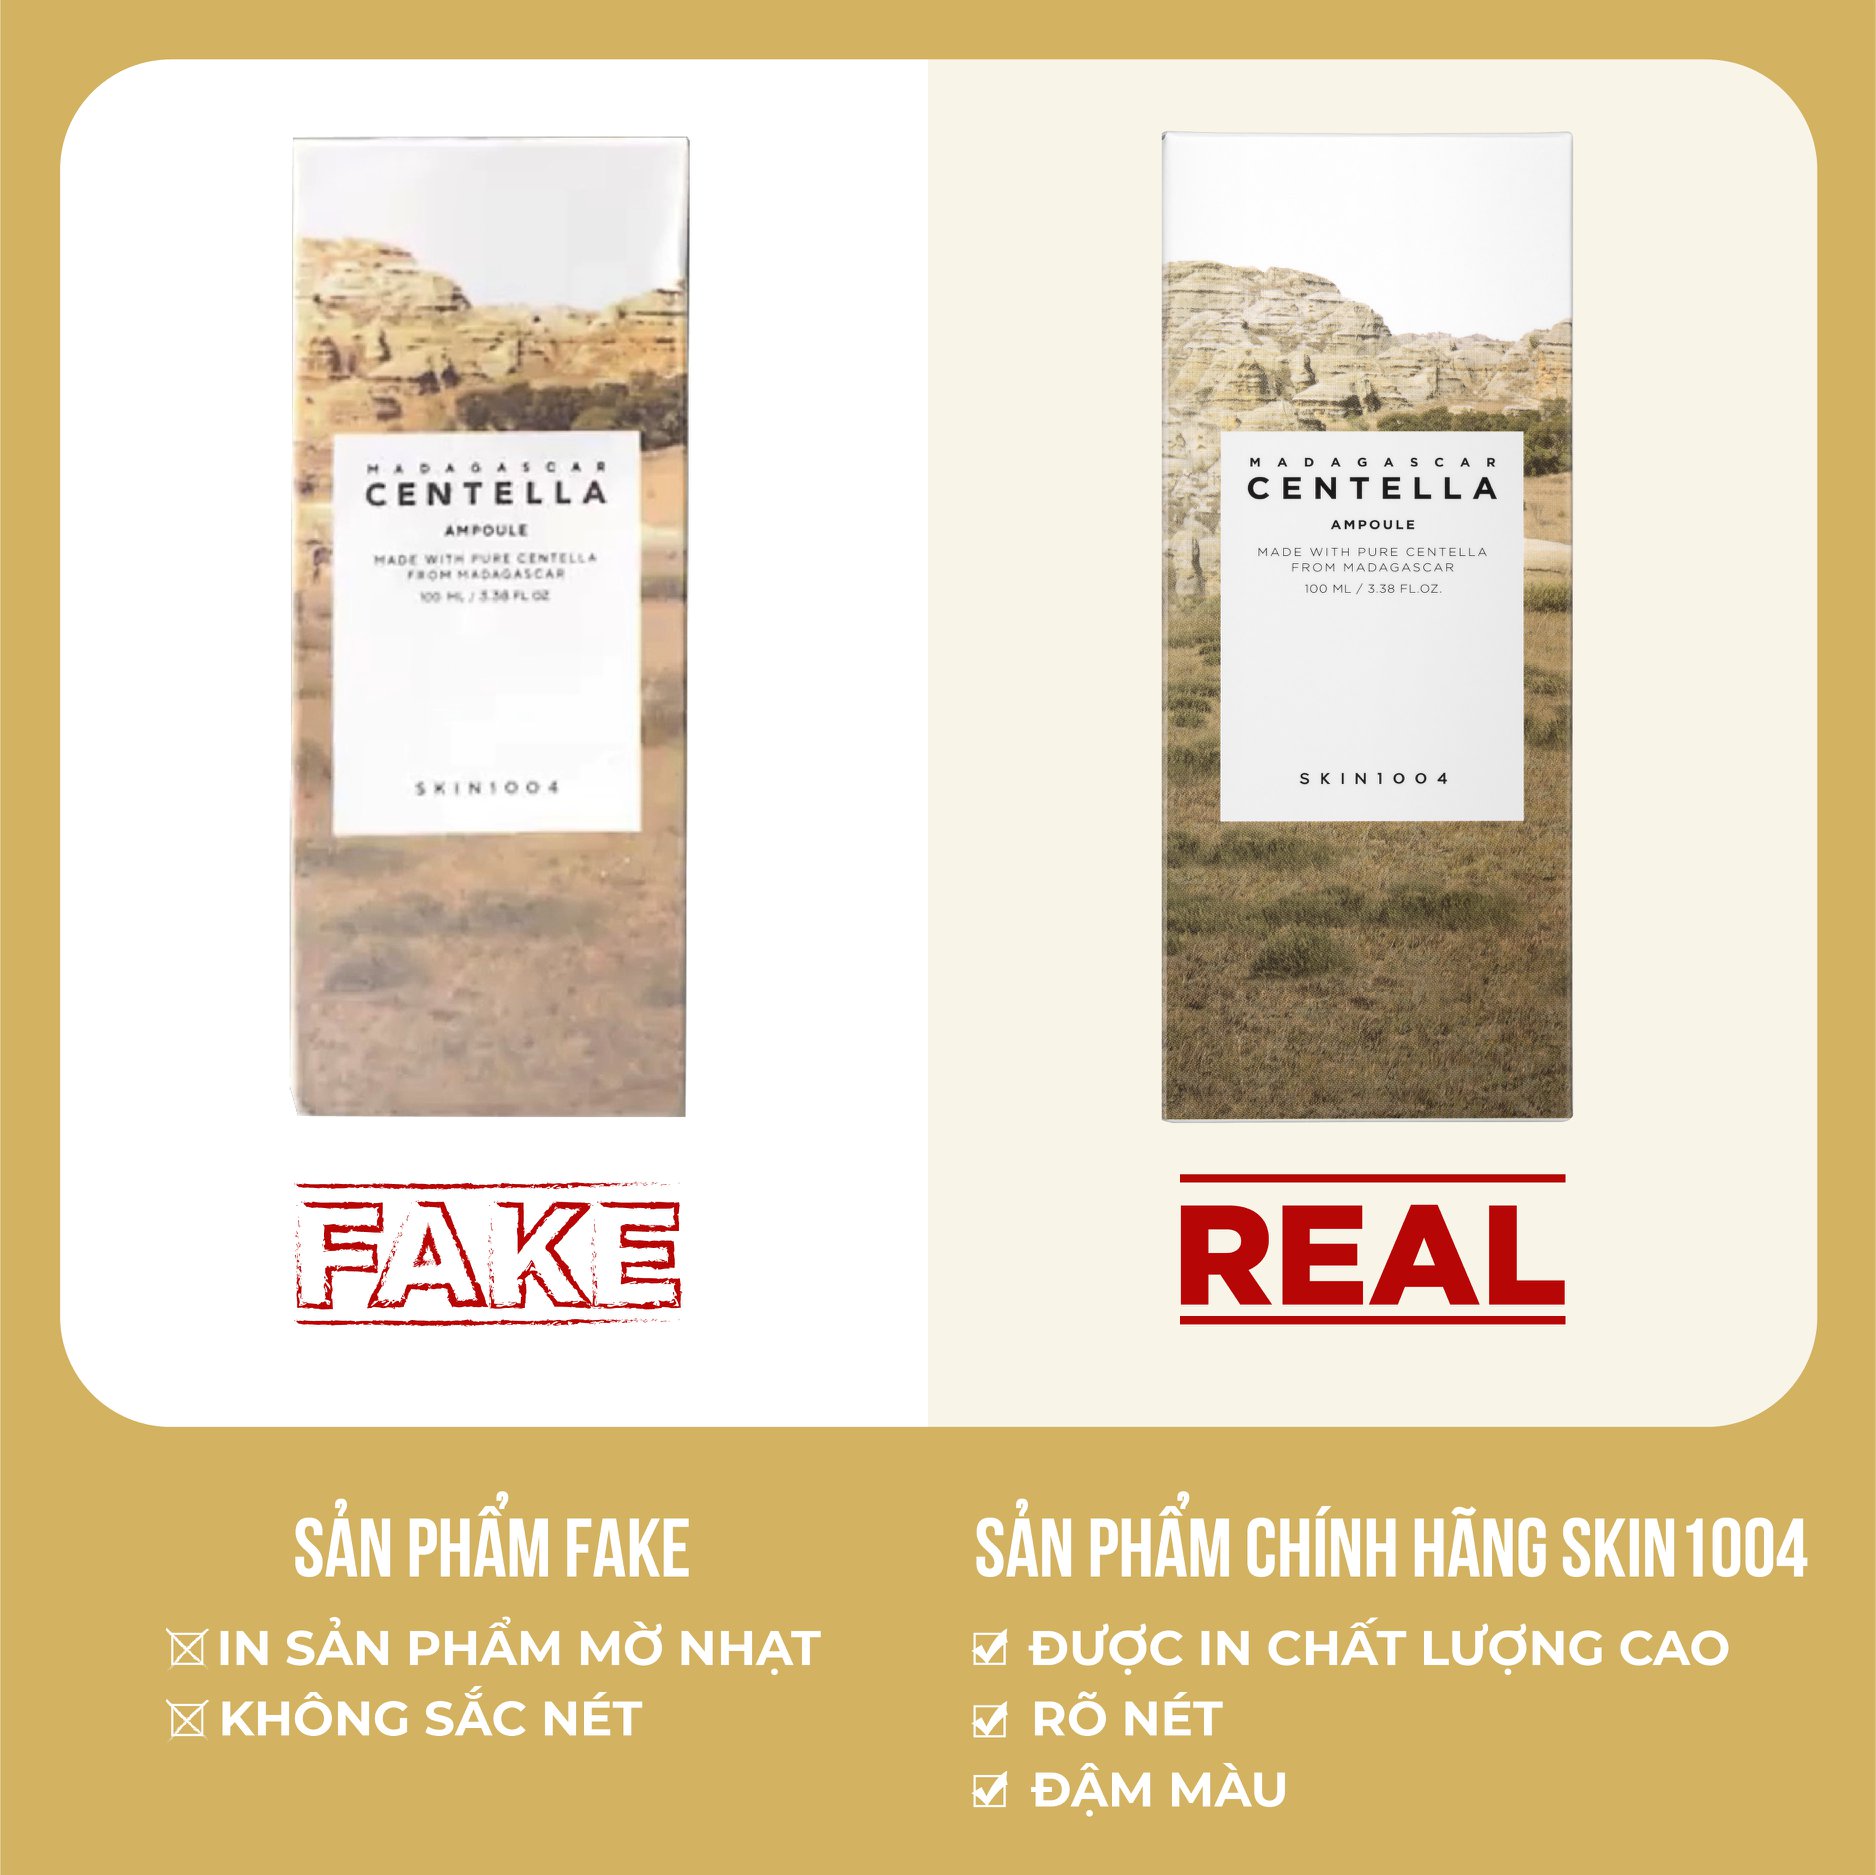 MADAGASCAR
CENTELLA
AMPOULE
MADE WITH PURE CENTELLA
FROM MADAGASCAR
100 ML / 3.38 FL.OZ
SKIN1004
FAKE
SẢN PHẨM FAKE
IN SẢN PHẨM MỜ NHẠT
KHÔNG SẮC NÉT
MADAGASCAR
CENTELLA
AMPOULE
MADE WITH PURE CENTELLA
FROM MADAGASCAR
100 ML / 3.38 FL.OZ.
SKIN1004
REAL
SẢN PHẨM CHÍNH HÃNG SKIN1004
ĐƯỢC IN CHẤT LƯỢNG CAO
RÕ NÉT
ĐẬM MÀU